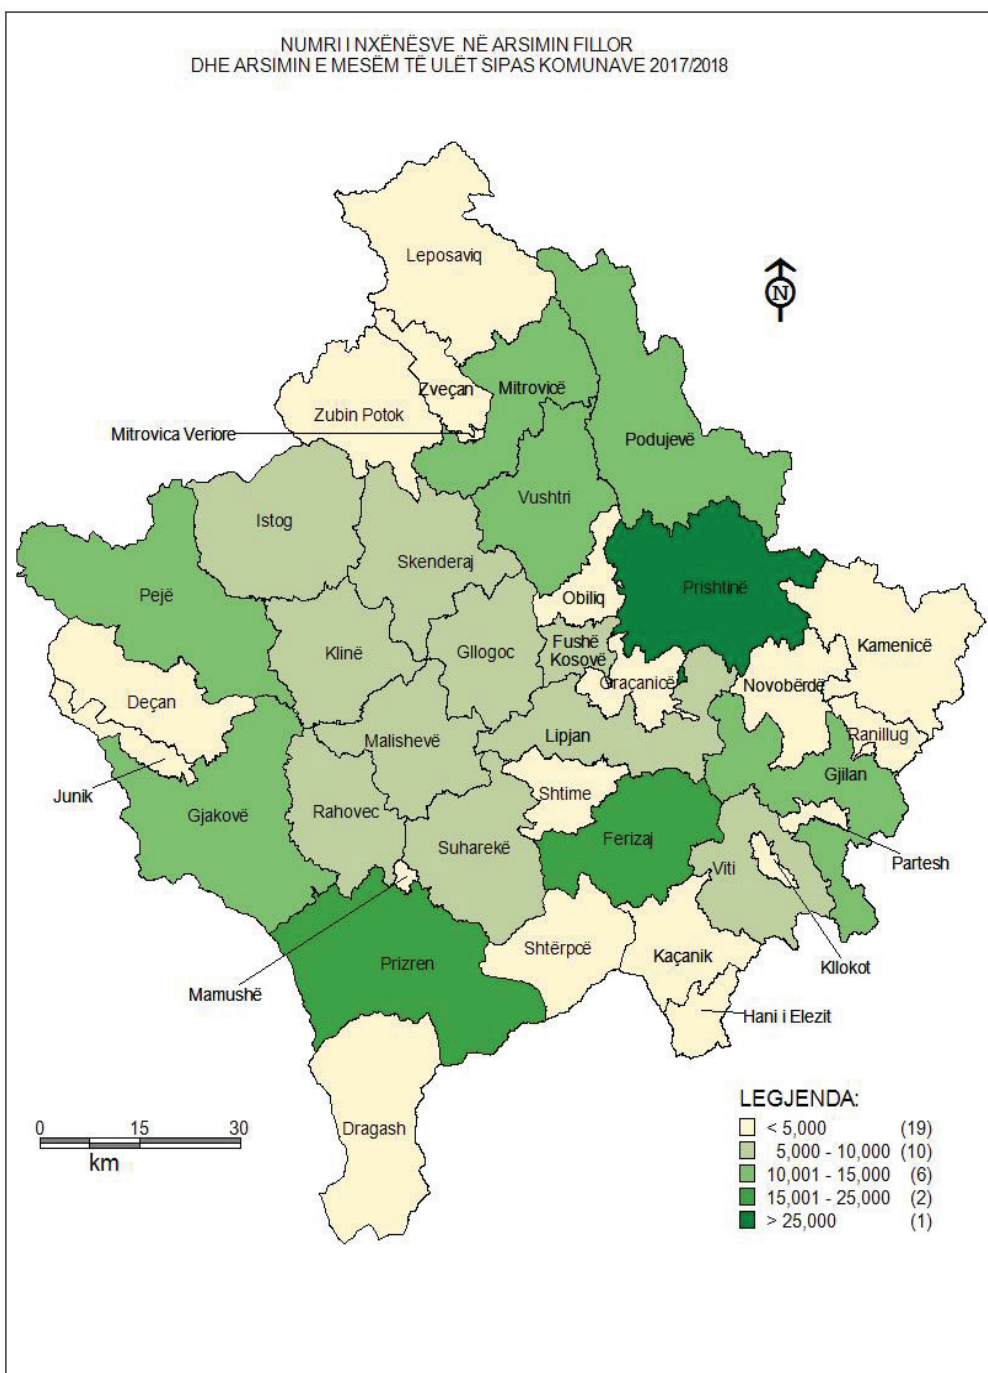 NUMRI I NXËNËSVE NË ARSIMIN FILLOR
DHE ARSIMIN E MESËM TË ULËT SIPAS KOMUNAVE 2017/2018
Leposaviq
N
Zveçan
Mitrovicë
Zubin Potok
Mitrovica Veriore
Podujevë
Vushtri
Istog
Skenderaj
Pejë
Obiliq
Prishtinë
Klinë
Gllogoc
Fushë
Kosovë
Kamenicë
Graçanicë
Novobërdë
Deçan
Malishevë
Lipjan
Ranillug
Junik
Shtime
Gjilan
Gjakovë
Rahovec
Suharekë
Ferizaj
Viti
Partesh
Prizren
Shtërpcë
Kaçanik
Kllokot
Mamushë
Hani i Elezit
Dragash
0 15 30
km
LEGJENDA:
< 5,000 (19)
5,000 - 10,000 (10)
10,001 - 15,000 (6)
15,001 - 25,000 (2)
> 25,000 (1)